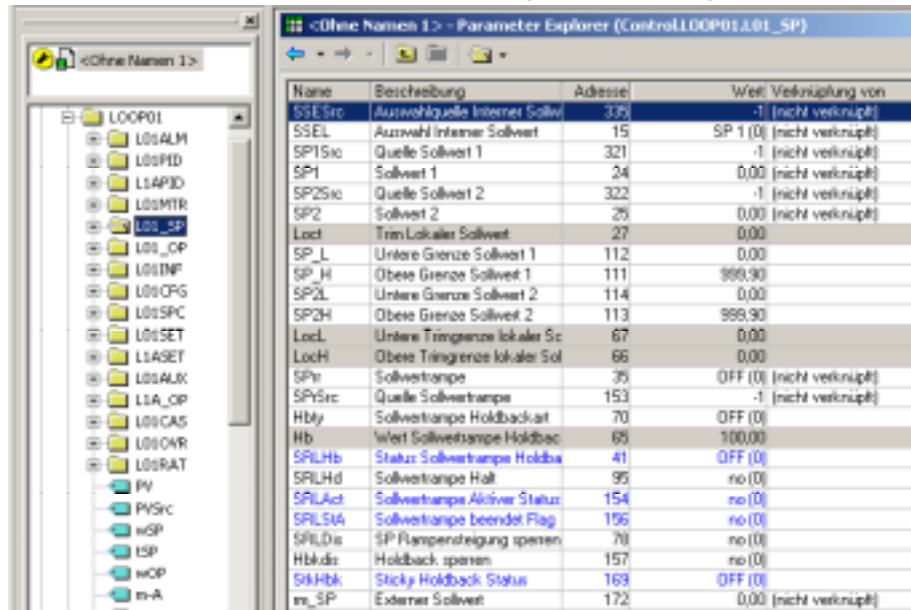 <Ohne Namen 1> - Parameter Explorer (Control.LOOP01.L01_SP)
<Ohne Namen 1>
LOOP01
L01ALM
L01PID
L1APID
L01MTR
L01_SP
L01_OP
L01INF
L01CFG
L01SPC
L01SET
L1ASET
L01AUX
L1A_OP
L01CAS
L01OVR
L01RAT
PV
PVSrc
wSP
tSP
wOP
m-A
Name Beschreibung Adresse Wert Verknüpfung von
SSESrc Auswahlquelle Interner Sollw 335 -1 (nicht verknüpft)
SSEL Auswahl Interner Sollwert 15 SP 1 (0) (nicht verknüpft)
SP1Src Quelle Sollwert 1 321 -1 (nicht verknüpft)
SP1 Sollwert 1 24 0,00 (nicht verknüpft)
SP2Src Quelle Sollwert 2 322 -1 (nicht verknüpft)
SP2 Sollwert 2 25 0,00 (nicht verknüpft)
Loct Trim Lokaler Sollwert 27 0,00
SP_L Untere Grenze Sollwert 1 112 0,00
SP_H Obere Grenze Sollwert 1 111 999,90
SP2L Untere Grenze Sollwert 2 114 0,00
SP2H Obere Grenze Sollwert 2 113 999,90
LocL Untere Trimgrenze lokaler Sc 67 0,00
LocH Obere Trimgrenze lokaler Sol 66 0,00
SPrr Sollwertrampe 35 OFF (0) (nicht verknüpft)
SPrSrc Quelle Sollwertrampe 153 -1 (nicht verknüpft)
Hbty Sollwertrampe Holdbackart 70 OFF (0)
Hb Wert Sollwertrampe Holdbac 65 100,00
SRLHb Status Sollwertrampe Holdba 41 OFF (0)
SRLHd Sollwertrampe Halt 95 no (0)
SRLAct Sollwertrampe Aktiver Status 154 no (0)
SRLStA Sollwertrampe beendet Flag 156 no (0)
SRLDis SP Rampensteigung sperren 78 no (0)
Hbkdis Holdback sperren 157 no (0)
StkHbk Sticky Holdback Status 169 OFF (0)
rm_SP Externer Sollwert 172 0,00 (nicht verknüpft)